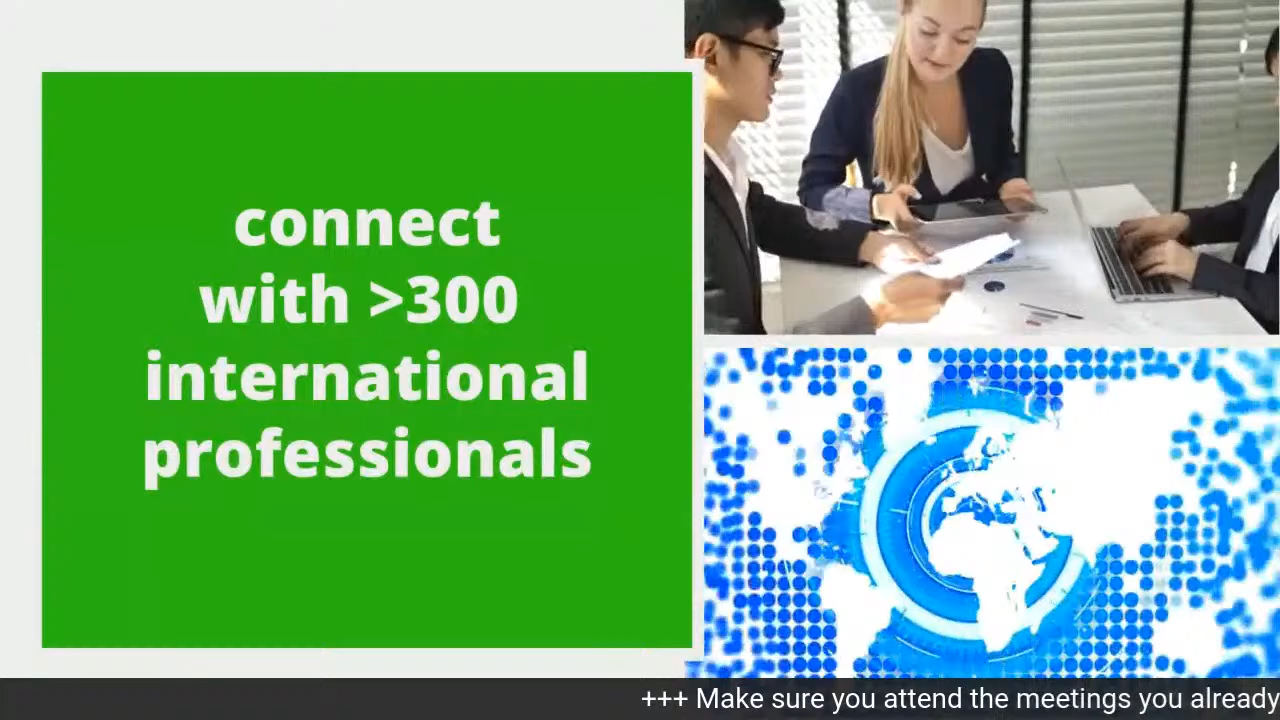 connect
with >300
international
professionals
+++ Make sure you attend the meetings you already